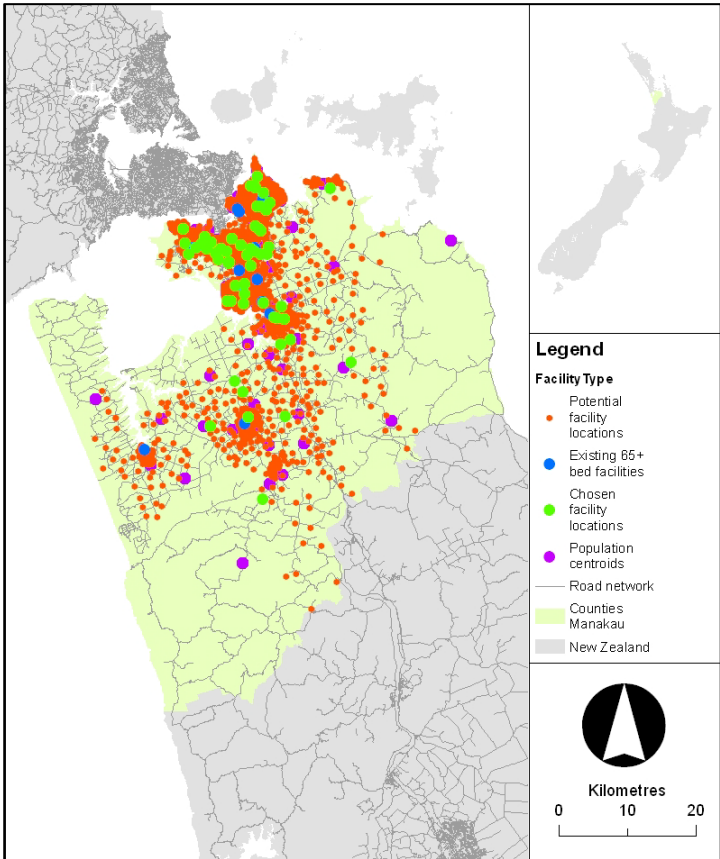 Legend
Facility Type
Potential
facility
locations
Existing 65+
bed facilities
Chosen
facility
locations
Population
centroids
Road network
Counties
Manakau
New Zealand
Kilometres
0 10 20